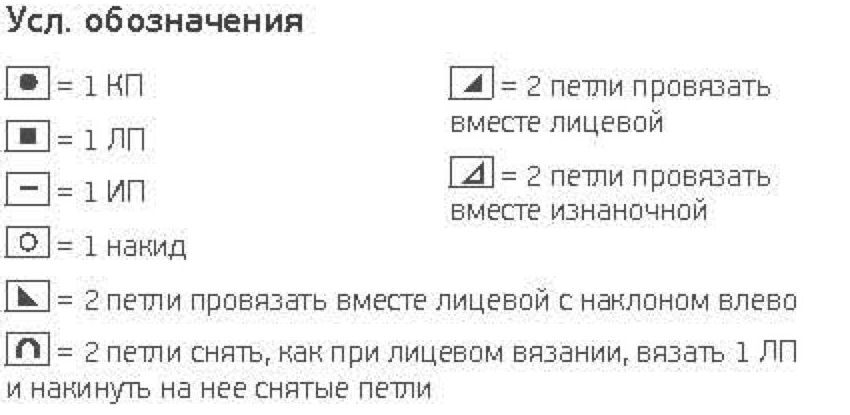 Усл. обозначения
= 1 КП
= 1 ЛП
= 1 ИП
= 1 накид
= 2 петли провязать
вместе лицевой
= 2 петли провязать
вместе изнаночной
= 2 петли провязать вместе лицевой с наклоном влево
= 2 петли снять, как при лицевом вязании, вязать 1 ЛП
и накинуть на нее снятые петли